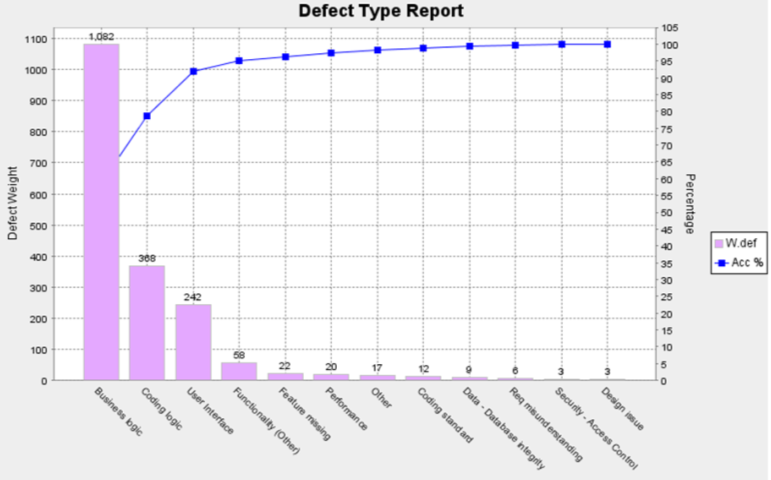 Defect Type Report
Defect Weight
1100
1000
900
800
700
600
500
400
300
200
100
0
1,082
368
242
58
22
20
17
12
9
6
3
3
105
100
95
90
85
80
75
70
65
60
55
50
45
40
35
30
25
20
15
10
5
0
Percentage
W.def
Acc %
Business logic
Coding logic
User Interface
Functionality (Other)
Feature missing
Performance
Other
Coding standard
Data - Database integrity
Req misunderstanding
Security - Access Control
Design issue